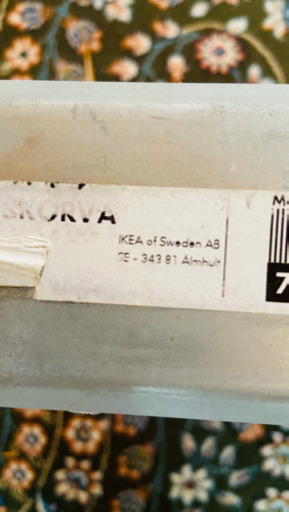 SKORVA
IKEA of Sweden AB
SE - 343 81 Älmhult
M
7